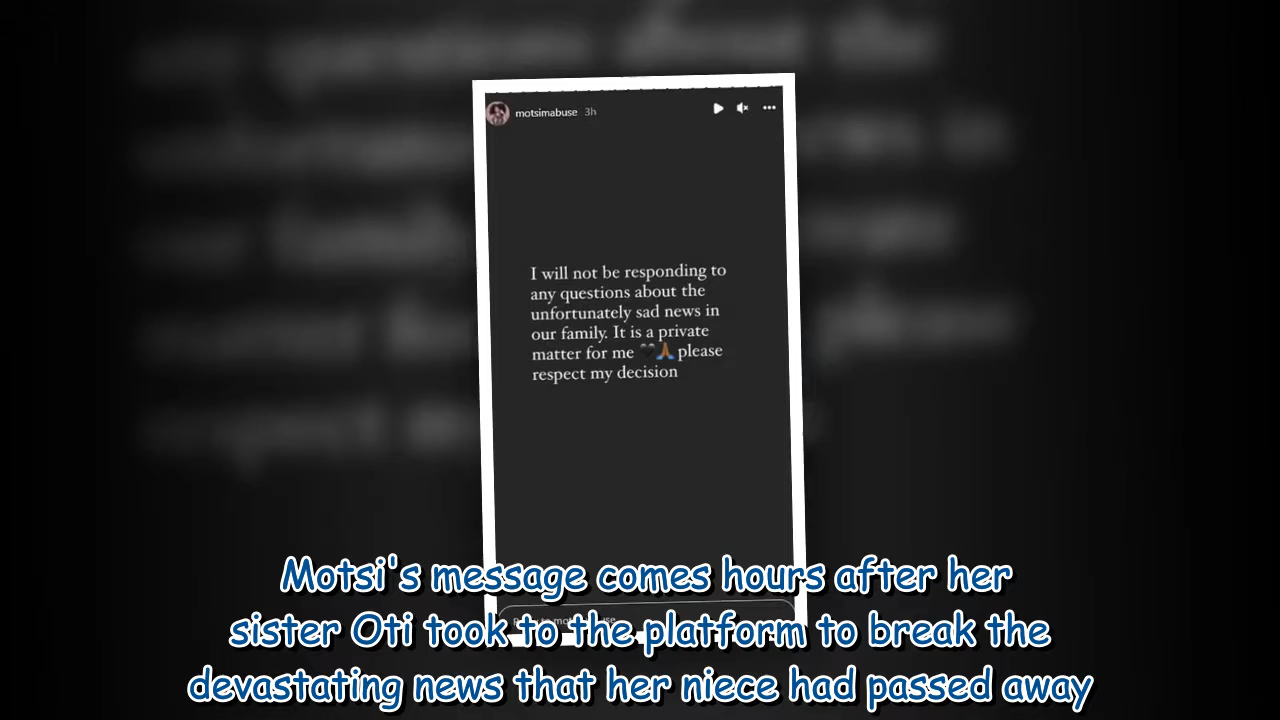 motsimabuse 3h
I will not be responding to
any questions about the
unfortunately sad news in
our family. It is a private
matter for me 🖤🙏🏾 please
respect my decision
Motsi's message comes hours after her
sister Oti took to the platform to break the
devastating news that her niece had passed away